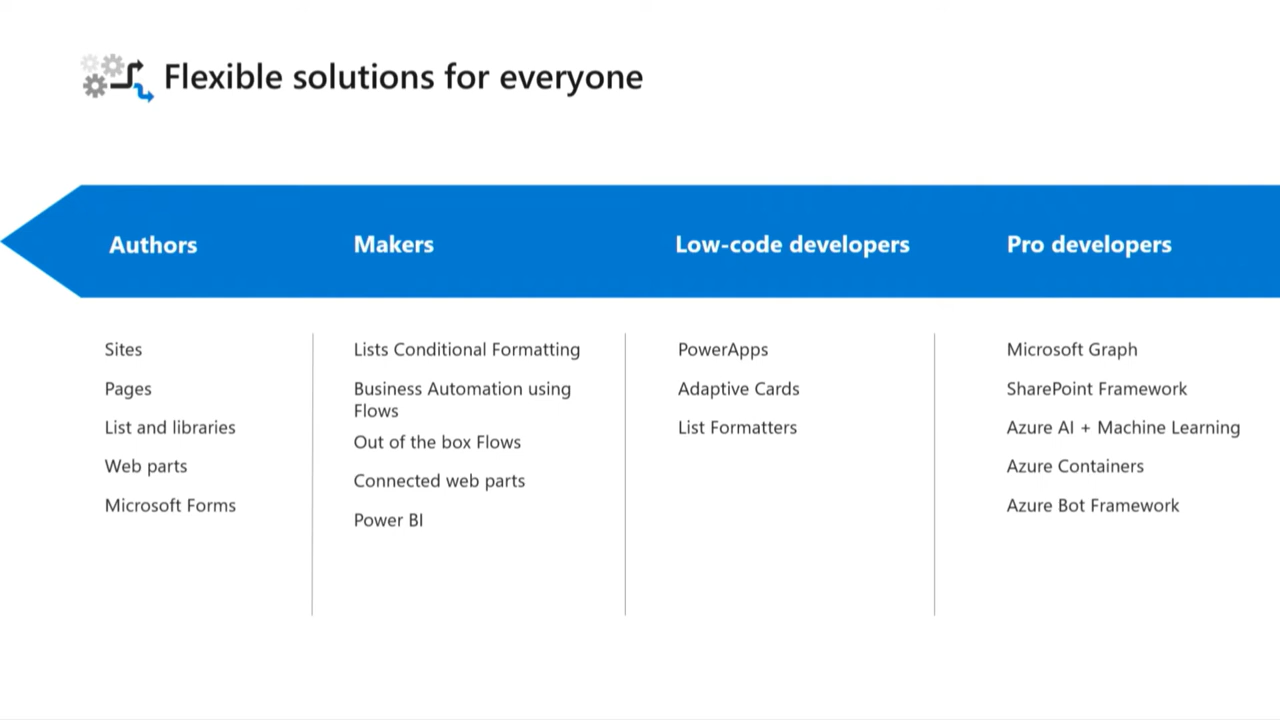 Flexible solutions for everyone
Authors
Makers
Low-code developers
Pro developers
Sites
Pages
List and libraries
Web parts
Microsoft Forms
Lists Conditional Formatting
Business Automation using
Flows
Out of the box Flows
Connected web parts
Power BI
PowerApps
Adaptive Cards
List Formatters
Microsoft Graph
SharePoint Framework
Azure AI + Machine Learning
Azure Containers
Azure Bot Framework